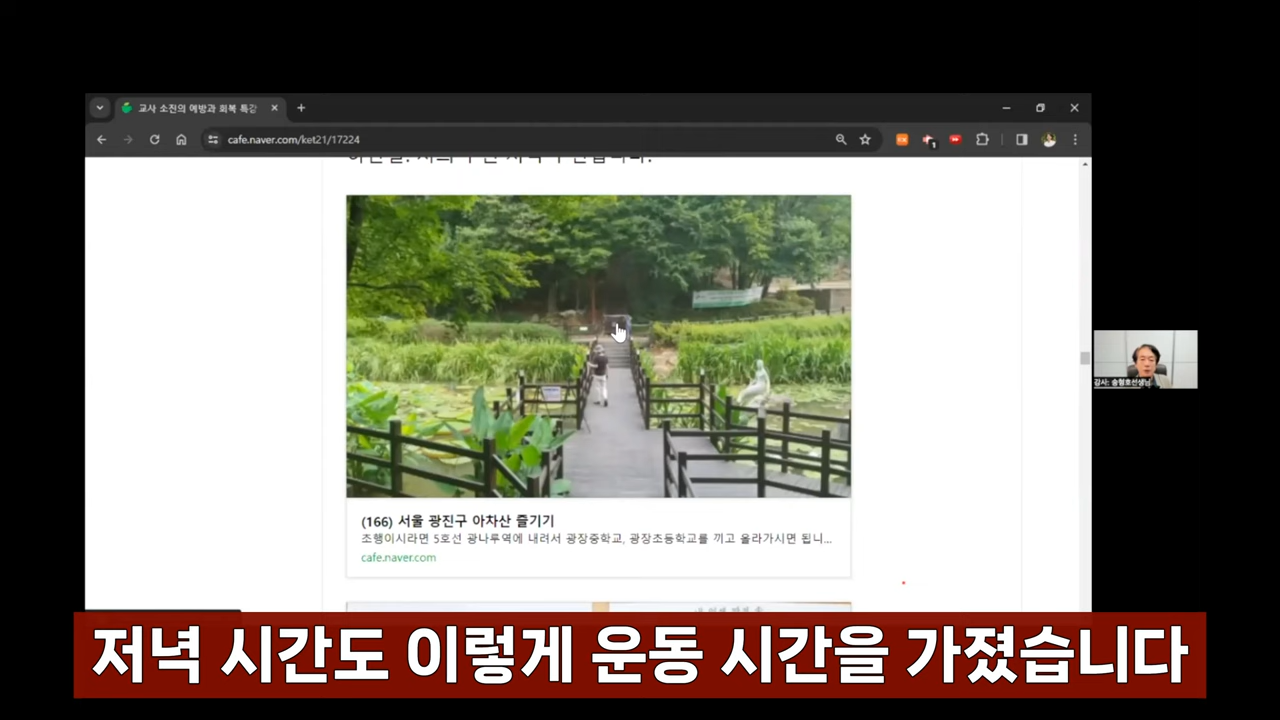 교사 소진의 예방과 회복 특강
cafe.naver.com/ket21/17224
(166) 서울 광진구 아차산 즐기기
초행이시라면 5호선 광나루역에 내려서 광장중학교, 광장초등학교를 끼고 올라가시면 됩니...
cafe.naver.com
강사: 송형호선생님
저녁 시간도 이렇게 운동 시간을 가졌습니다